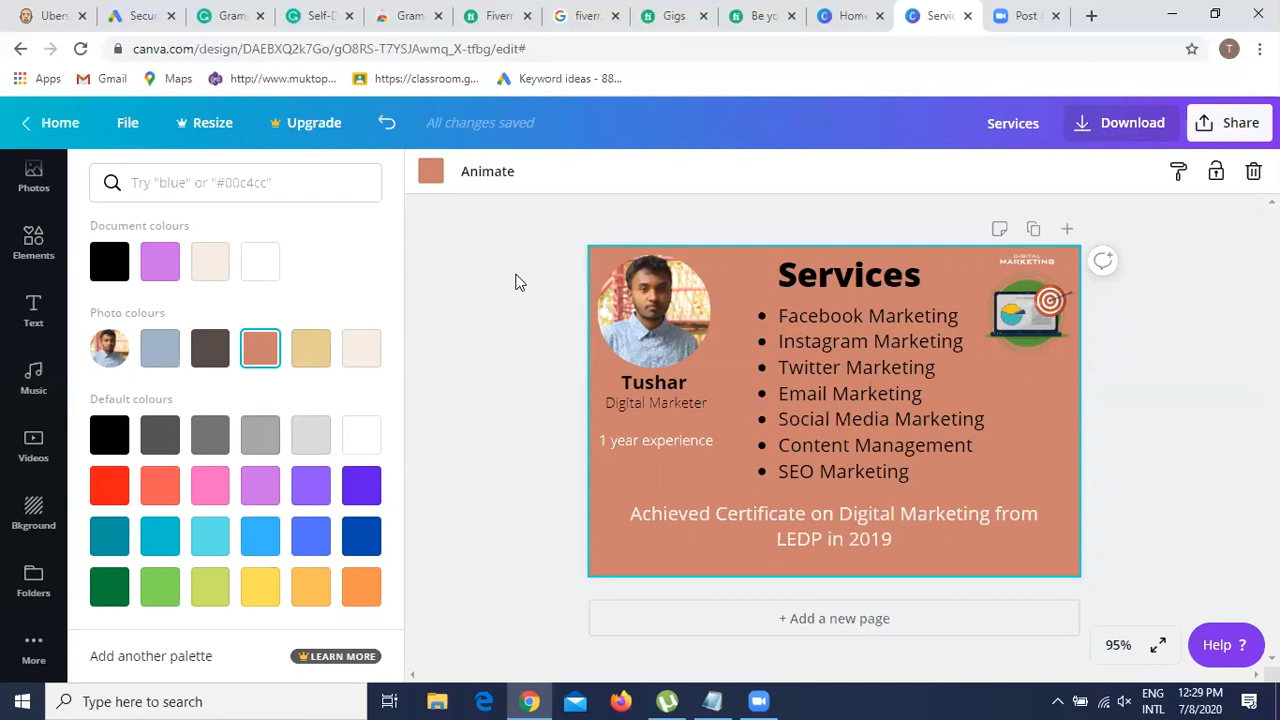 Ubers
Secur
Gram
Self-D
Gram
Fiverr
fiverr
Gigs
Be yo
Home
Servic
Post A
canva.com/design/DAEBXQ2k7Go/gO8RS-T7YSJAwmq_X-tfbg/edit#
T
Apps
Gmail
Maps
http://www.muktop...
https://classroom.g...
Keyword ideas - 88...
Home
File
Resize
Upgrade
All changes saved
Services
Download
Share
Photos
Elements
Text
Music
Videos
Bkground
Folders
More
Try "blue" or "#00c4cc"
Document colours
Photo colours
Default colours
Add another palette
LEARN MORE
Animate
Tushar
Digital Marketer
1 year experience
Services
• Facebook Marketing
• Instagram Marketing
• Twitter Marketing
• Email Marketing
• Social Media Marketing
• Content Management
• SEO Marketing
DIGITAL
MARKETING
Achieved Certificate on Digital Marketing from
LEDP in 2019
+ Add a new page
95%
Help ?
Type here to search
ENG
INTL
12:29 PM
7/8/2020